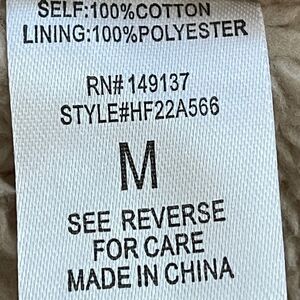 SELF:100%COTTON
LINING:100%POLYESTER
RN# 149137
STYLE#HF22A566
M
SEE REVERSE
FOR CARE
MADE IN CHINA